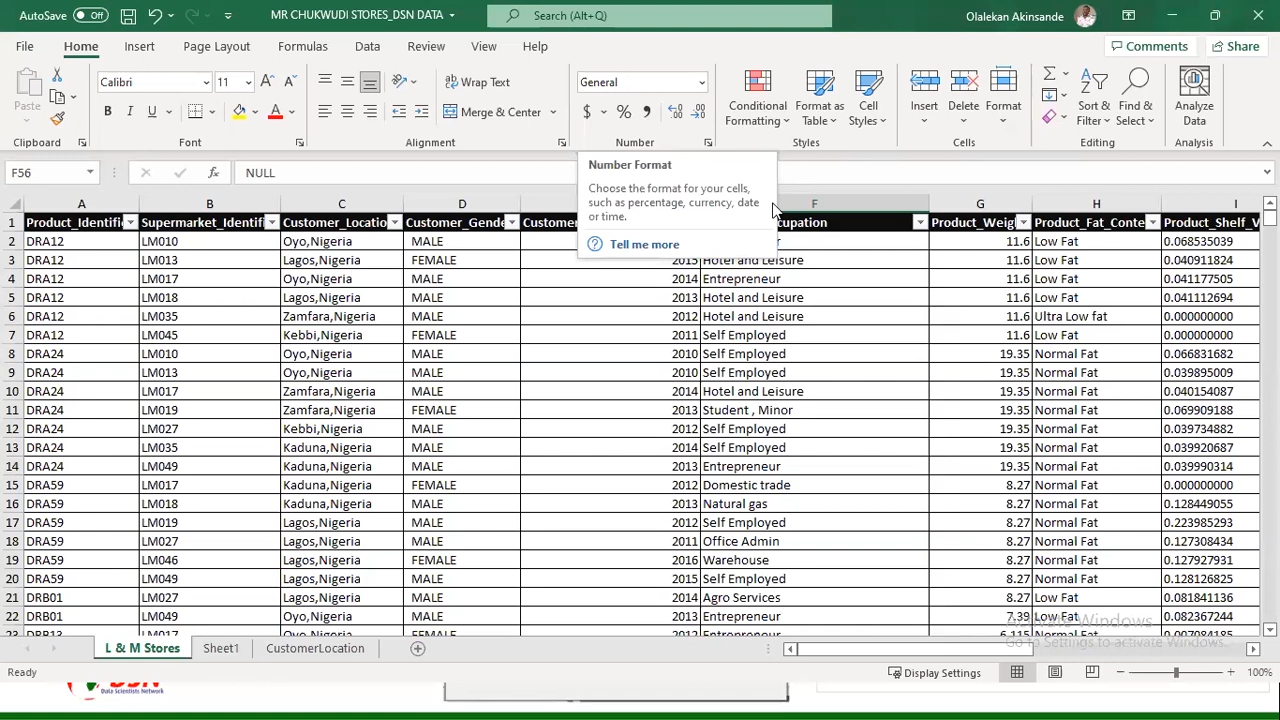 AutoSave Off MR CHUKWUDI STORES_DSN DATA Search (Alt+Q) Olalekan Akinsande
File Home Insert Page Layout Formulas Data Review View Help Comments Share
Calibri 11 Wrap Text General
Paste Merge & Center Conditional Formatting Format as Table Cell Styles Insert Delete Format Sort & Filter Find & Select Analyze Data
Clipboard Font Alignment Number Styles Cells Editing Analysis
F56 NULL
Number Format
Choose the format for your cells,
such as percentage, currency, date
or time.
Tell me more
A B C D F G H I
1 Product_Identifi Supermarket_Identifi Customer_Locatio Customer_Gende Customer cupation Product_Weig Product_Fat_Conte Product_Shelf_V
2 DRA12 LM010 Oyo,Nigeria MALE 11.6 Low Fat 0.068535039
3 DRA12 LM013 Lagos,Nigeria FEMALE 2015 Hotel and Leisure 11.6 Low Fat 0.040911824
4 DRA12 LM017 Oyo,Nigeria MALE 2014 Entrepreneur 11.6 Low Fat 0.041177505
5 DRA12 LM018 Lagos,Nigeria MALE 2013 Hotel and Leisure 11.6 Low Fat 0.041112694
6 DRA12 LM035 Zamfara,Nigeria MALE 2012 Hotel and Leisure 11.6 Ultra Low fat 0.000000000
7 DRA12 LM045 Kebbi,Nigeria FEMALE 2011 Self Employed 11.6 Low Fat 0.000000000
8 DRA24 LM010 Oyo,Nigeria MALE 2010 Self Employed 19.35 Normal Fat 0.066831682
9 DRA24 LM013 Oyo,Nigeria MALE 2010 Self Employed 19.35 Normal Fat 0.039895009
10 DRA24 LM017 Zamfara,Nigeria MALE 2014 Hotel and Leisure 19.35 Normal Fat 0.040154087
11 DRA24 LM019 Zamfara,Nigeria FEMALE 2013 Student , Minor 19.35 Normal Fat 0.069909108
12 DRA24 LM027 Kebbi,Nigeria MALE 2012 Self Employed 19.35 Normal Fat 0.039734882
13 DRA24 LM035 Kaduna,Nigeria MALE 2014 Self Employed 19.35 Normal Fat 0.039920687
14 DRA24 LM049 Kaduna,Nigeria MALE 2013 Entrepreneur 19.35 Normal Fat 0.039990314
15 DRA59 LM017 Kaduna,Nigeria MALE 2012 Domestic trade 8.27 Normal Fat 0.000000000
16 DRA59 LM018 Kaduna,Nigeria MALE 2013 Natural gas 8.27 Normal Fat 0.128449055
17 DRA59 LM019 Lagos,Nigeria MALE 2012 Self Employed 8.27 Normal Fat 0.223985293
18 DRA59 LM027 Lagos,Nigeria MALE 2011 Office Admin 8.27 Normal Fat 0.127308434
19 DRA59 LM046 Lagos,Nigeria FEMALE 2016 Warehouse 8.27 Normal Fat 0.127927931
20 DRA59 LM049 Lagos,Nigeria MALE 2015 Self Employed 8.27 Normal Fat 0.128126825
21 DRB01 LM027 Lagos,Nigeria MALE 2014 Agro Services 8.27 Low Fat 0.081841136
22 DRB01 LM049 Oyo,Nigeria MALE 2013 Entrepreneur 7.39 Low Fat 0.082367244
23 DRB13 LM017 Oyo,Nigeria FEMALE 2012 Entrepreneur 6.115 Normal Fat 0.007084185
Activate Windows
Go to Settings to activate Windows.
L & M Stores Sheet1 CustomerLocation
Ready Display Settings 100%
DSN
Data Scientists Network